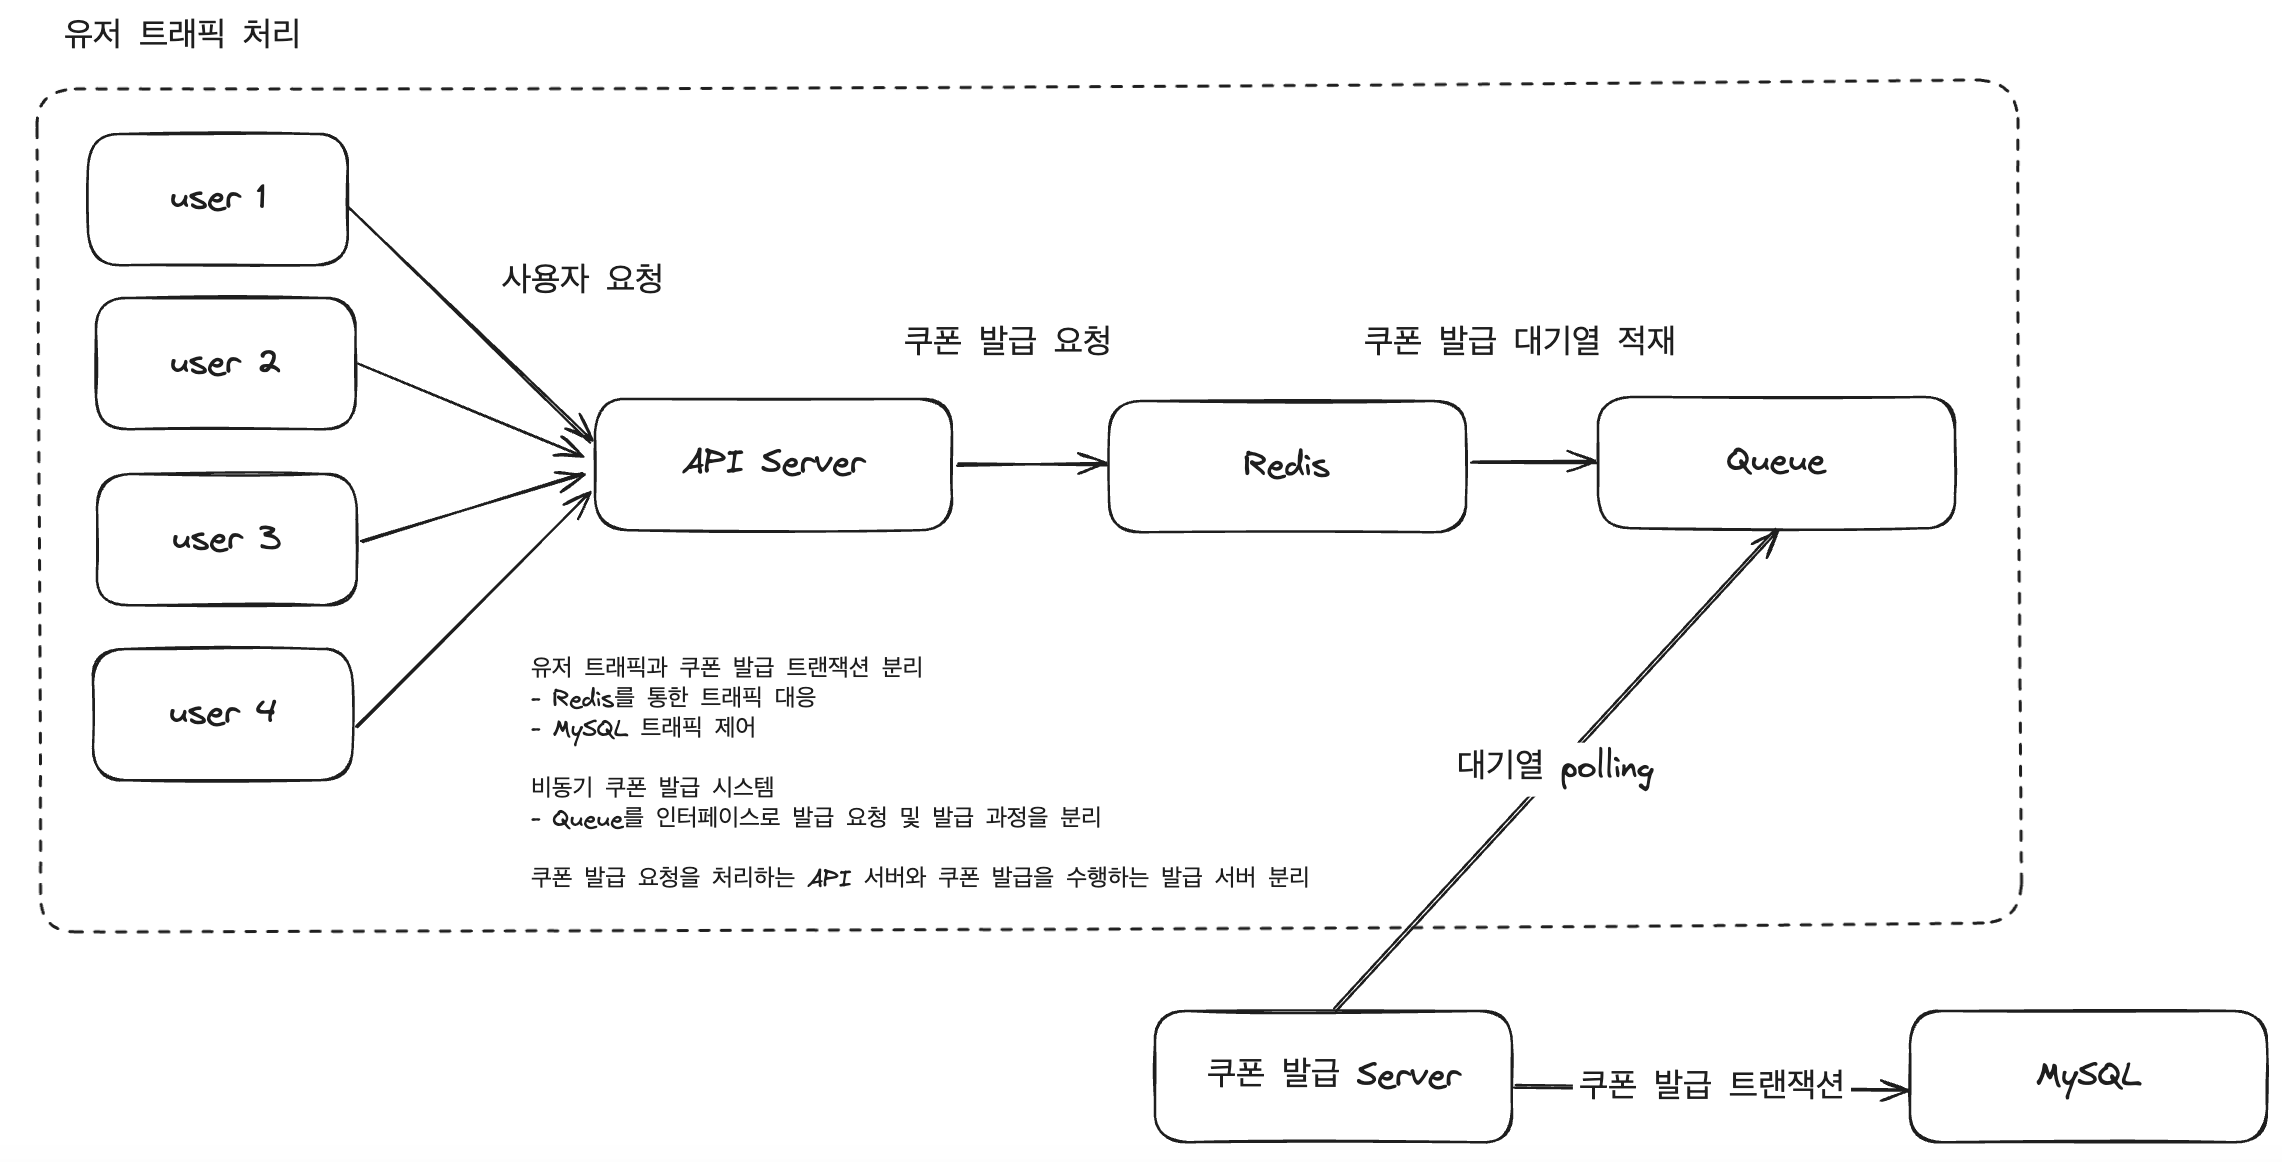 유저 트래픽 처리
user 1
사용자 요청
user 2
쿠폰 발급 요청
쿠폰 발급 대기열 적재
API Server
Redis
Queue
user 3
user 4
유저 트래픽과 쿠폰 발급 트랜잭션 분리
- Redis를 통한 트래픽 대응
- MySQL 트래픽 제어
비동기 쿠폰 발급 시스템
- Queue를 인터페이스로 발급 요청 및 발급 과정을 분리
쿠폰 발급 요청을 처리하는 API 서버와 쿠폰 발급을 수행하는 발급 서버 분리
대기열 polling
쿠폰 발급 Server
쿠폰 발급 트랜잭션
MySQL